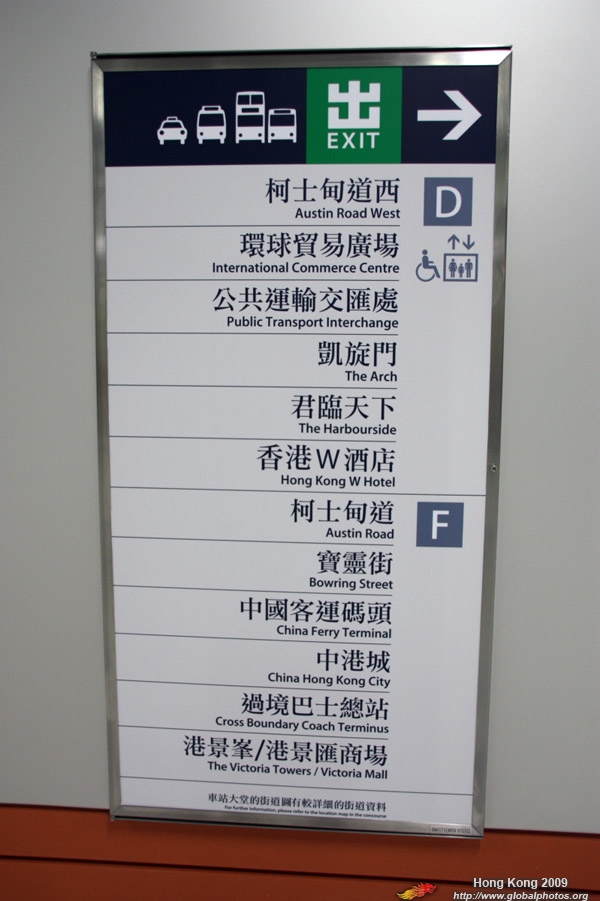 出
EXIT
柯士甸道西
Austin Road West
D
環球貿易廣場
International Commerce Centre
公共運輸交匯處
Public Transport Interchange
凱旋門
The Arch
君臨天下
The Harbourside
香港W酒店
Hong Kong W Hotel
柯士甸道
Austin Road
F
寶靈街
Bowring Street
中國客運碼頭
China Ferry Terminal
中港城
China Hong Kong City
過境巴士總站
Cross Boundary Coach Terminus
港景峯/港景匯商場
The Victoria Towers / Victoria Mall
車站大堂的街道圖有較詳細的街道資料
For further information, please refer to the location map in the concourse
Hong Kong 2009
http://www.globalphotos.org